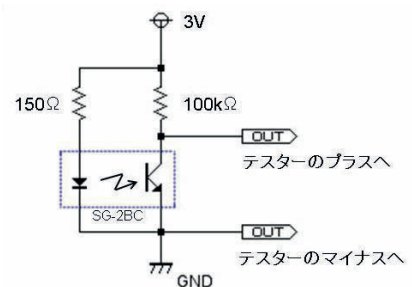 3V
150Ω
100kΩ
OUT
テスターのプラスへ
SG-2BC
OUT
テスターのマイナスへ
GND